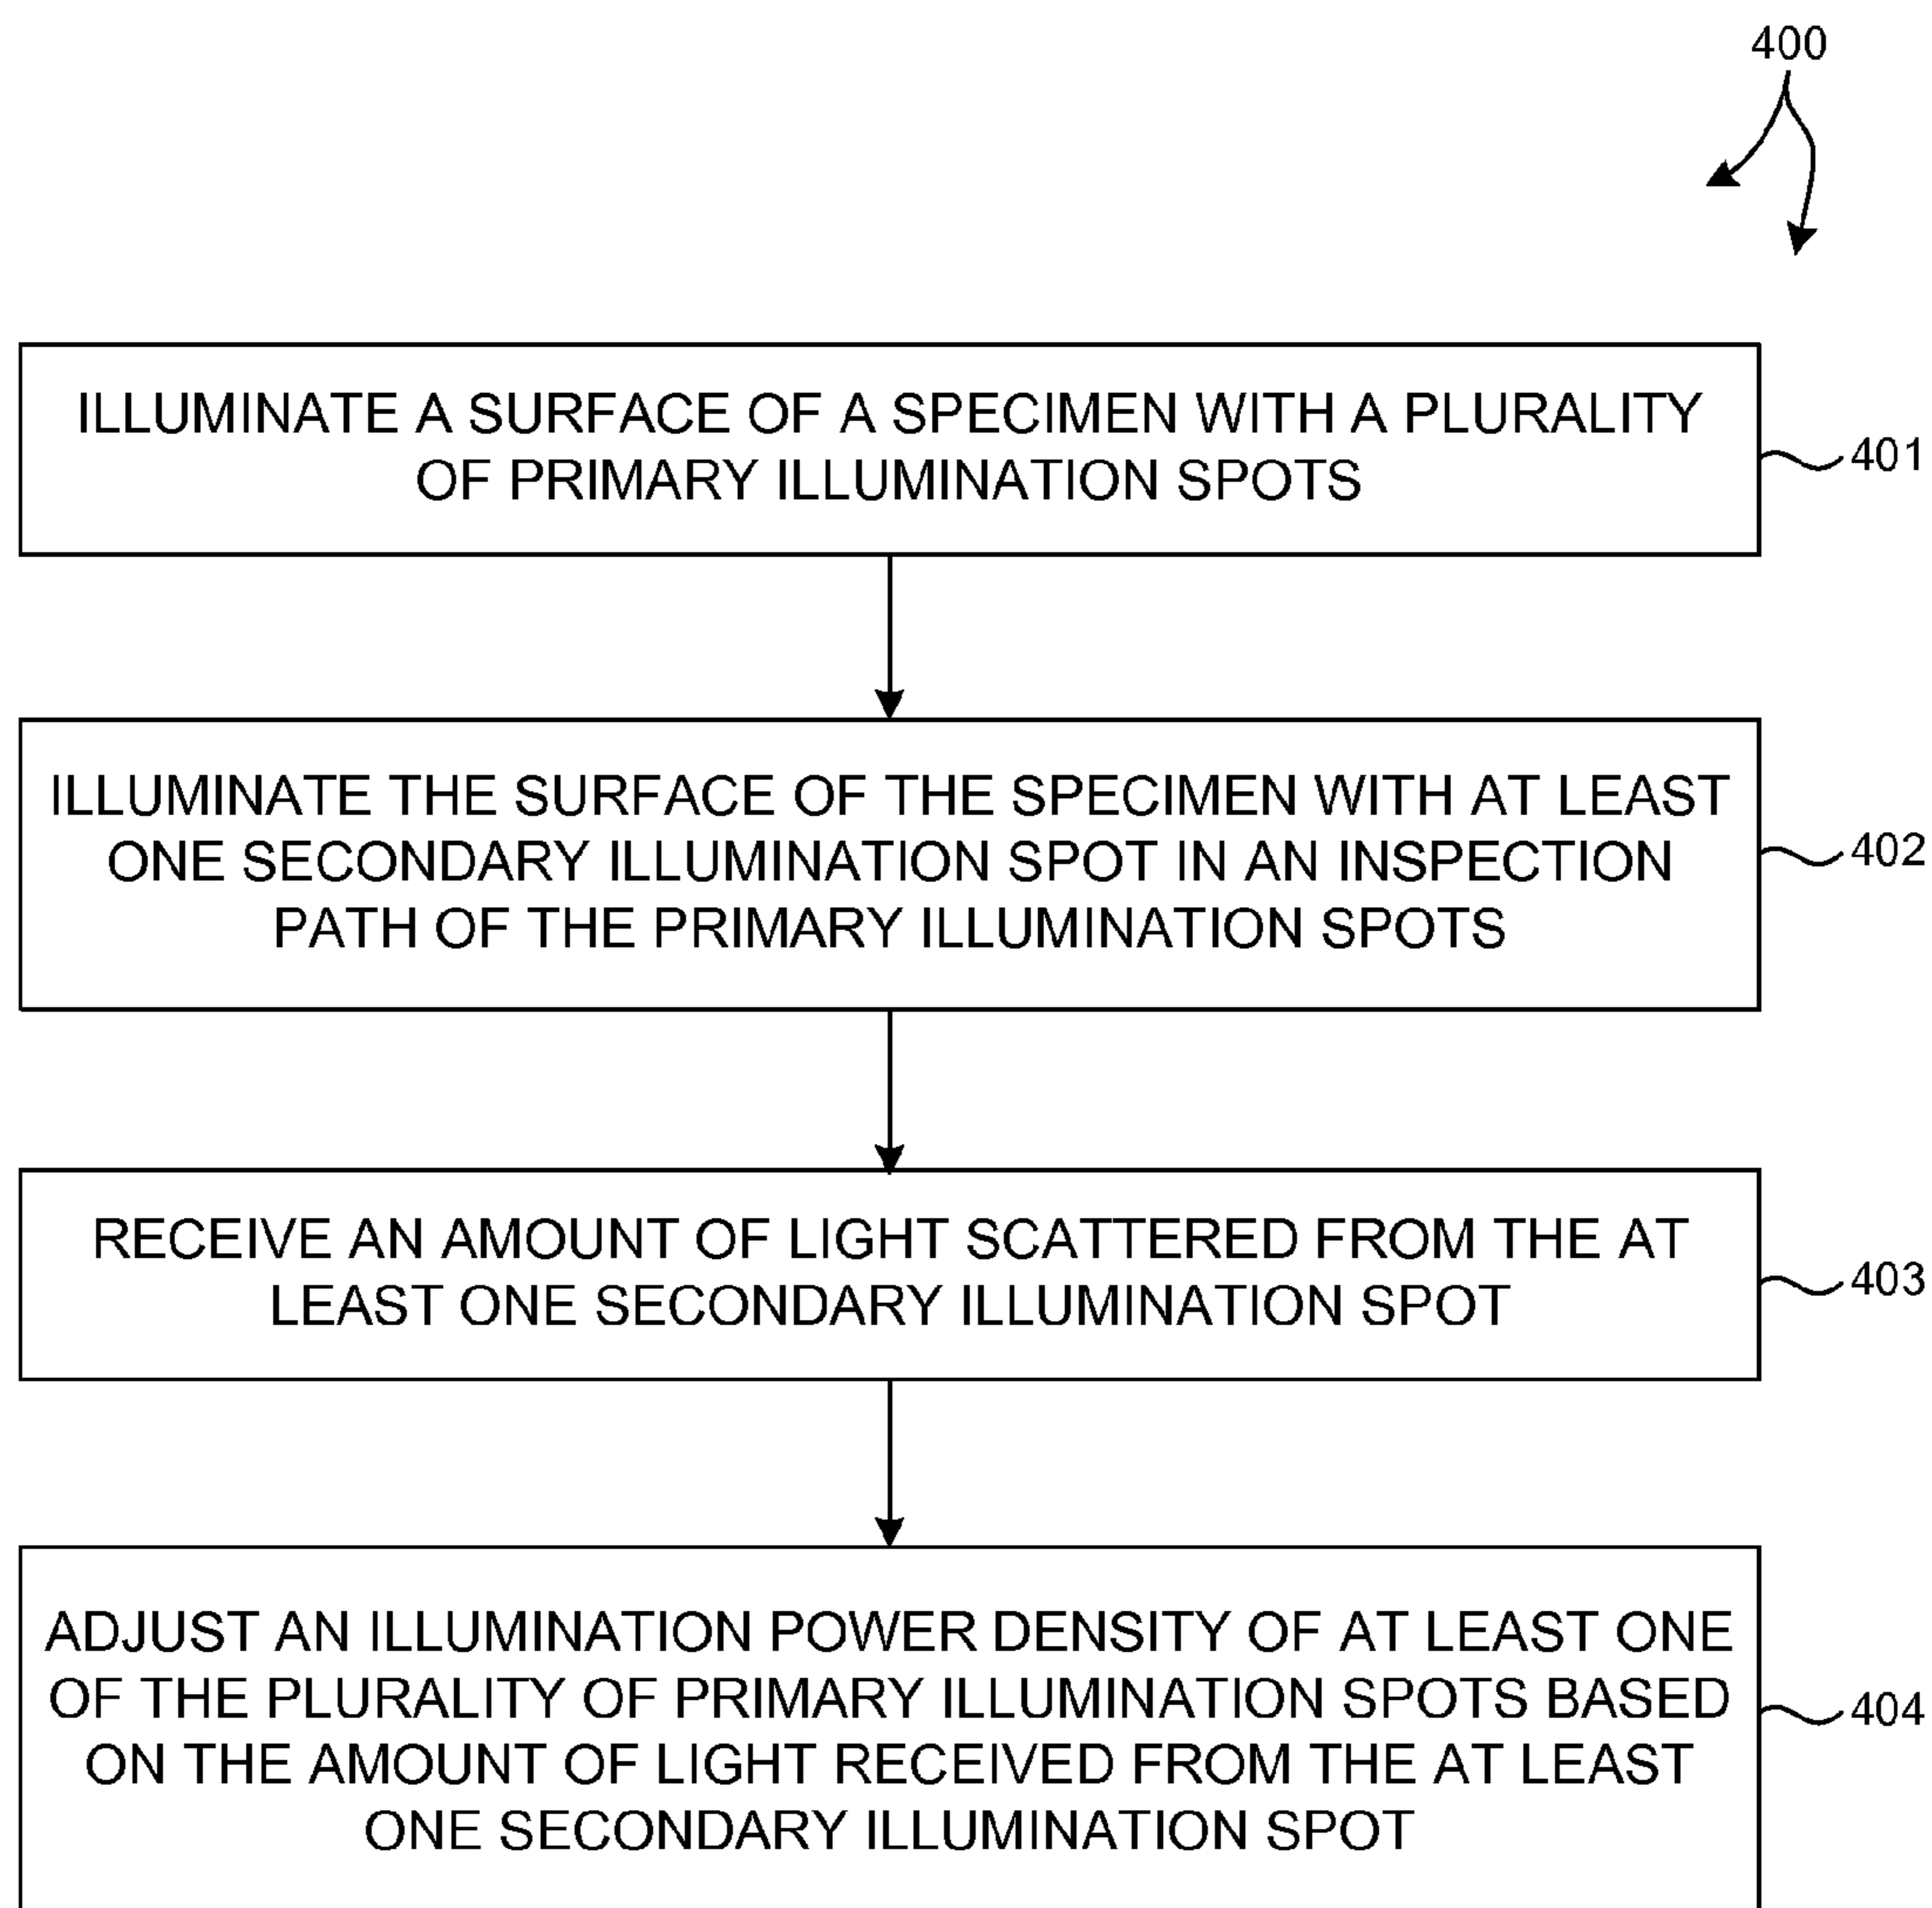 400
ILLUMINATE A SURFACE OF A SPECIMEN WITH A PLURALITY
OF PRIMARY ILLUMINATION SPOTS
401
ILLUMINATE THE SURFACE OF THE SPECIMEN WITH AT LEAST
ONE SECONDARY ILLUMINATION SPOT IN AN INSPECTION
PATH OF THE PRIMARY ILLUMINATION SPOTS
402
RECEIVE AN AMOUNT OF LIGHT SCATTERED FROM THE AT
LEAST ONE SECONDARY ILLUMINATION SPOT
403
ADJUST AN ILLUMINATION POWER DENSITY OF AT LEAST ONE
OF THE PLURALITY OF PRIMARY ILLUMINATION SPOTS BASED
ON THE AMOUNT OF LIGHT RECEIVED FROM THE AT LEAST
ONE SECONDARY ILLUMINATION SPOT
404